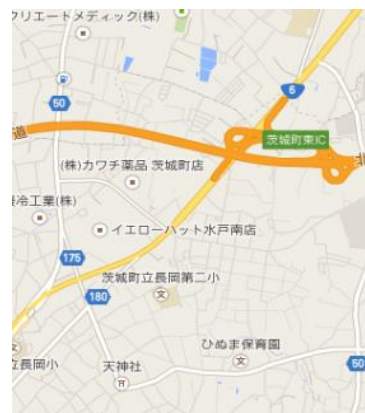 クリエートメディック(株)
6
50
茨城町東IC
道
北
(株)カワチ薬品 茨城町店
冷工業(株)
イエローハット水戸南店
175
茨城町立長岡第二小
180
ひぬま保育園
立長岡小
天神社
50